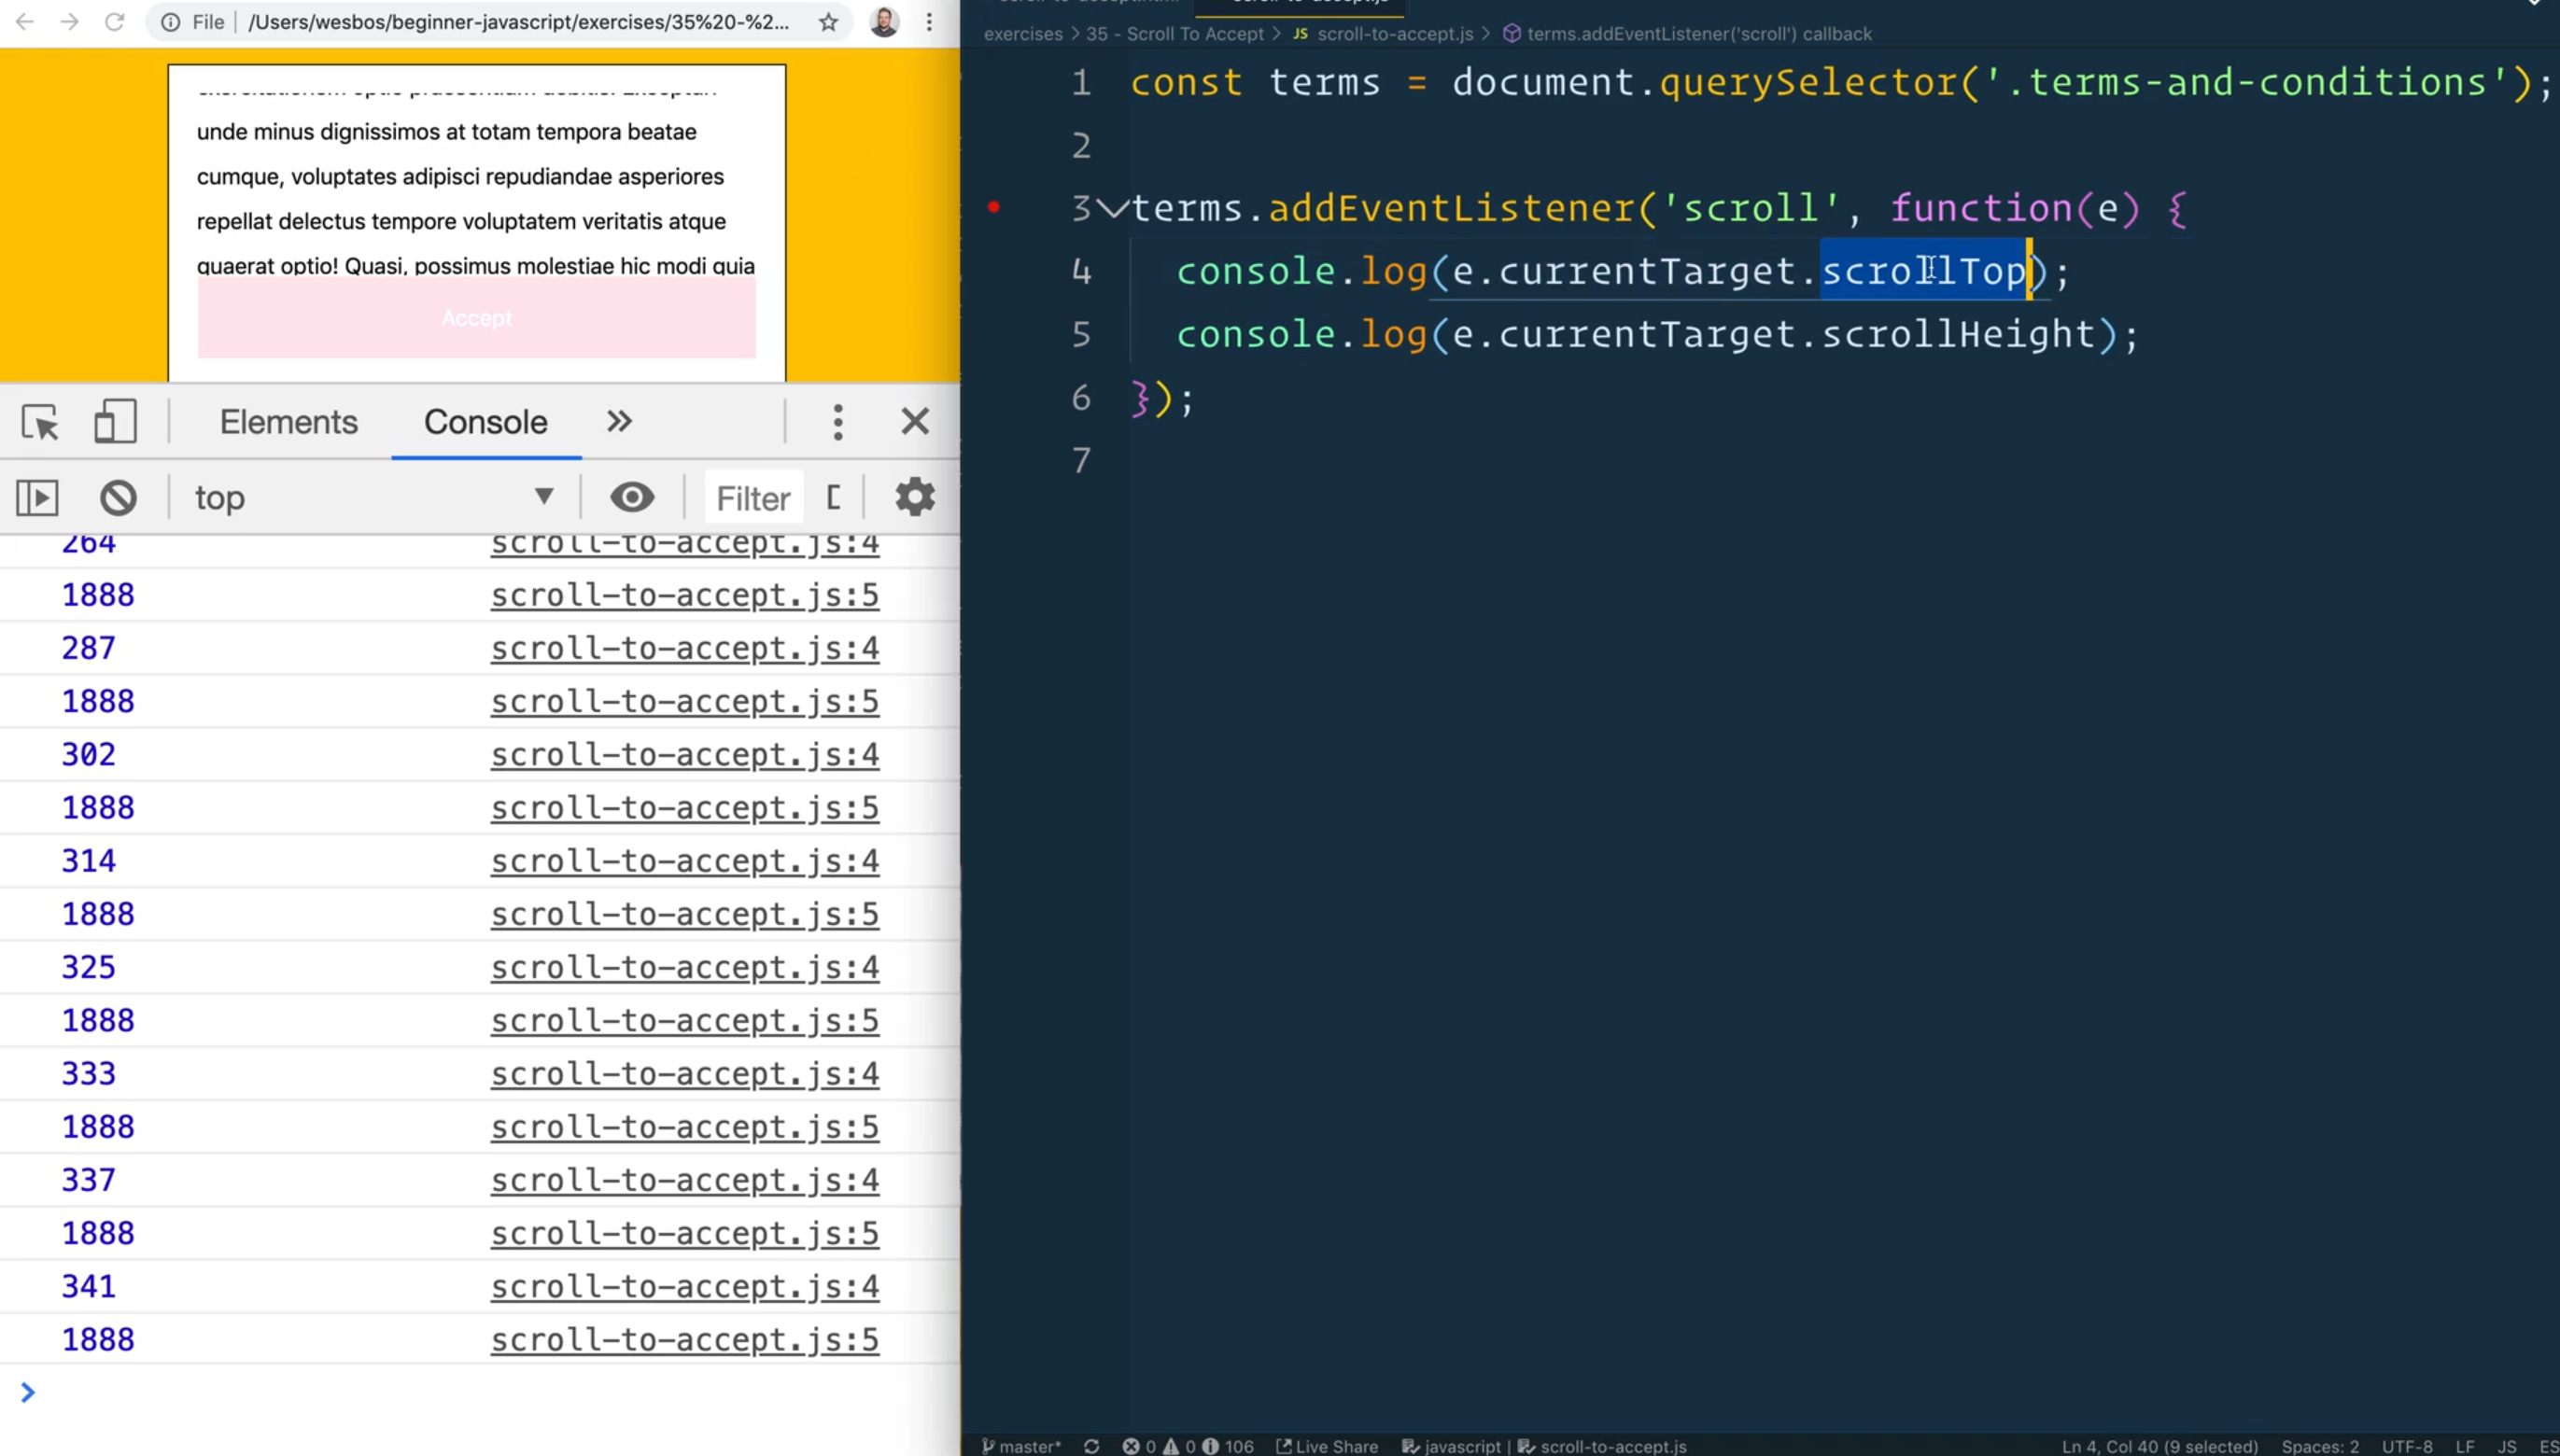 File
/Users/wesbos/beginner-javascript/exercises/35%20-%2...
unde minus dignissimos at totam tempora beatae
cumque, voluptates adipisci repudiandae asperiores
repellat delectus tempore voluptatem veritatis atque
quaerat optio! Quasi, possimus molestiae hic modi quia
Accept
Elements
Console
top
Filter
264 scroll-to-accept.js:4
1888 scroll-to-accept.js:5
287 scroll-to-accept.js:4
1888 scroll-to-accept.js:5
302 scroll-to-accept.js:4
1888 scroll-to-accept.js:5
314 scroll-to-accept.js:4
1888 scroll-to-accept.js:5
325 scroll-to-accept.js:4
1888 scroll-to-accept.js:5
333 scroll-to-accept.js:4
1888 scroll-to-accept.js:5
337 scroll-to-accept.js:4
1888 scroll-to-accept.js:5
341 scroll-to-accept.js:4
1888 scroll-to-accept.js:5
exercises > 35 - Scroll To Accept > JS scroll-to-accept.js > terms.addEventListener('scroll') callback
1 const terms = document.querySelector('.terms-and-conditions');
2
3 terms.addEventListener('scroll', function(e) {
4 console.log(e.currentTarget.scrollTop);
5 console.log(e.currentTarget.scrollHeight);
6 });
7
master* 0 0 106 Live Share javascript | scroll-to-accept.js Ln 4, Col 40 (9 selected) Spaces: 2 UTF-8 LF JS